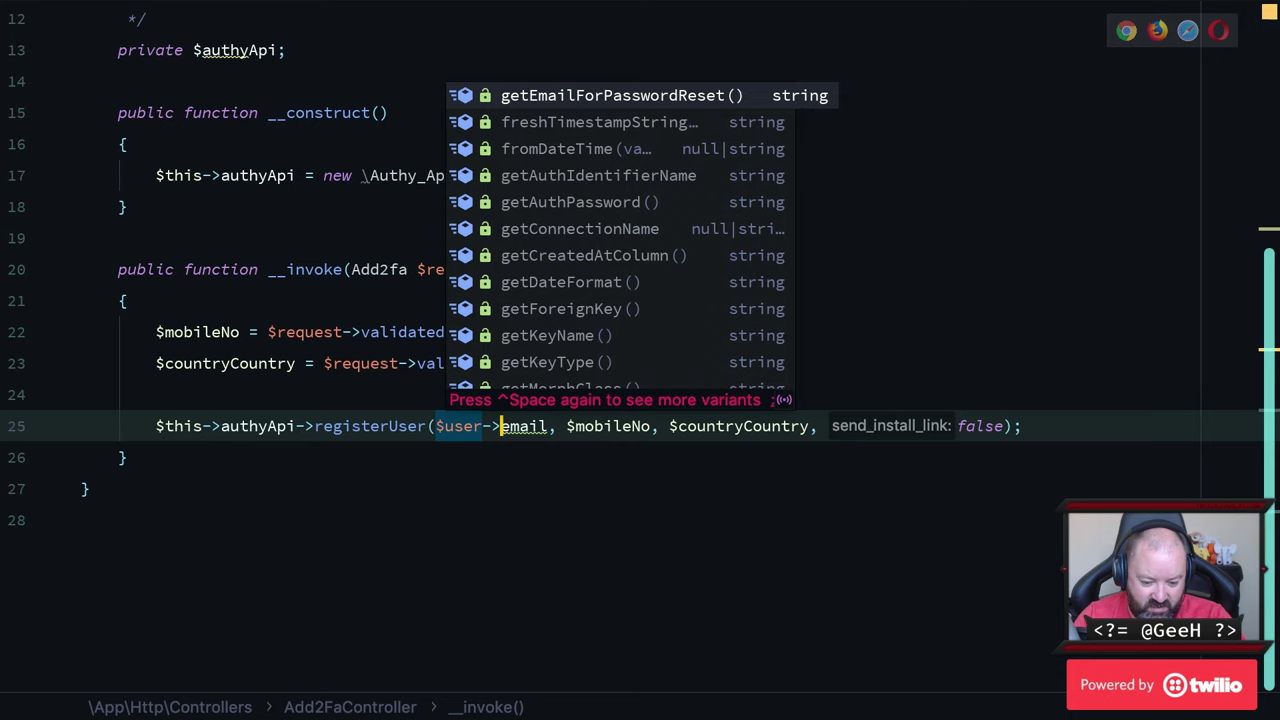 12 */
13 private $authyApi;
14
15 public function __construct()
16 {
17 $this->authyApi = new \Authy_Ap
18 }
19
20 public function __invoke(Add2fa $re
21 {
22 $mobileNo = $request->validated
23 $countryCountry = $request->val
24
25 $this->authyApi->registerUser($user->email, $mobileNo, $countryCountry, send_install_link: false);
26 }
27 }
28
getEmailForPasswordReset() string
freshTimestampString… string
fromDateTime(va… null|string
getAuthIdentifierName string
getAuthPassword() string
getConnectionName null|stri…
getCreatedAtColumn() string
getDateFormat() string
getForeignKey() string
getKeyName() string
getKeyType() string
getMorphClass() string
Press ^Space again to see more variants ;
<?= @GeeH ?>
Powered by twilio
\App\Http\Controllers > Add2FaController > __invoke()